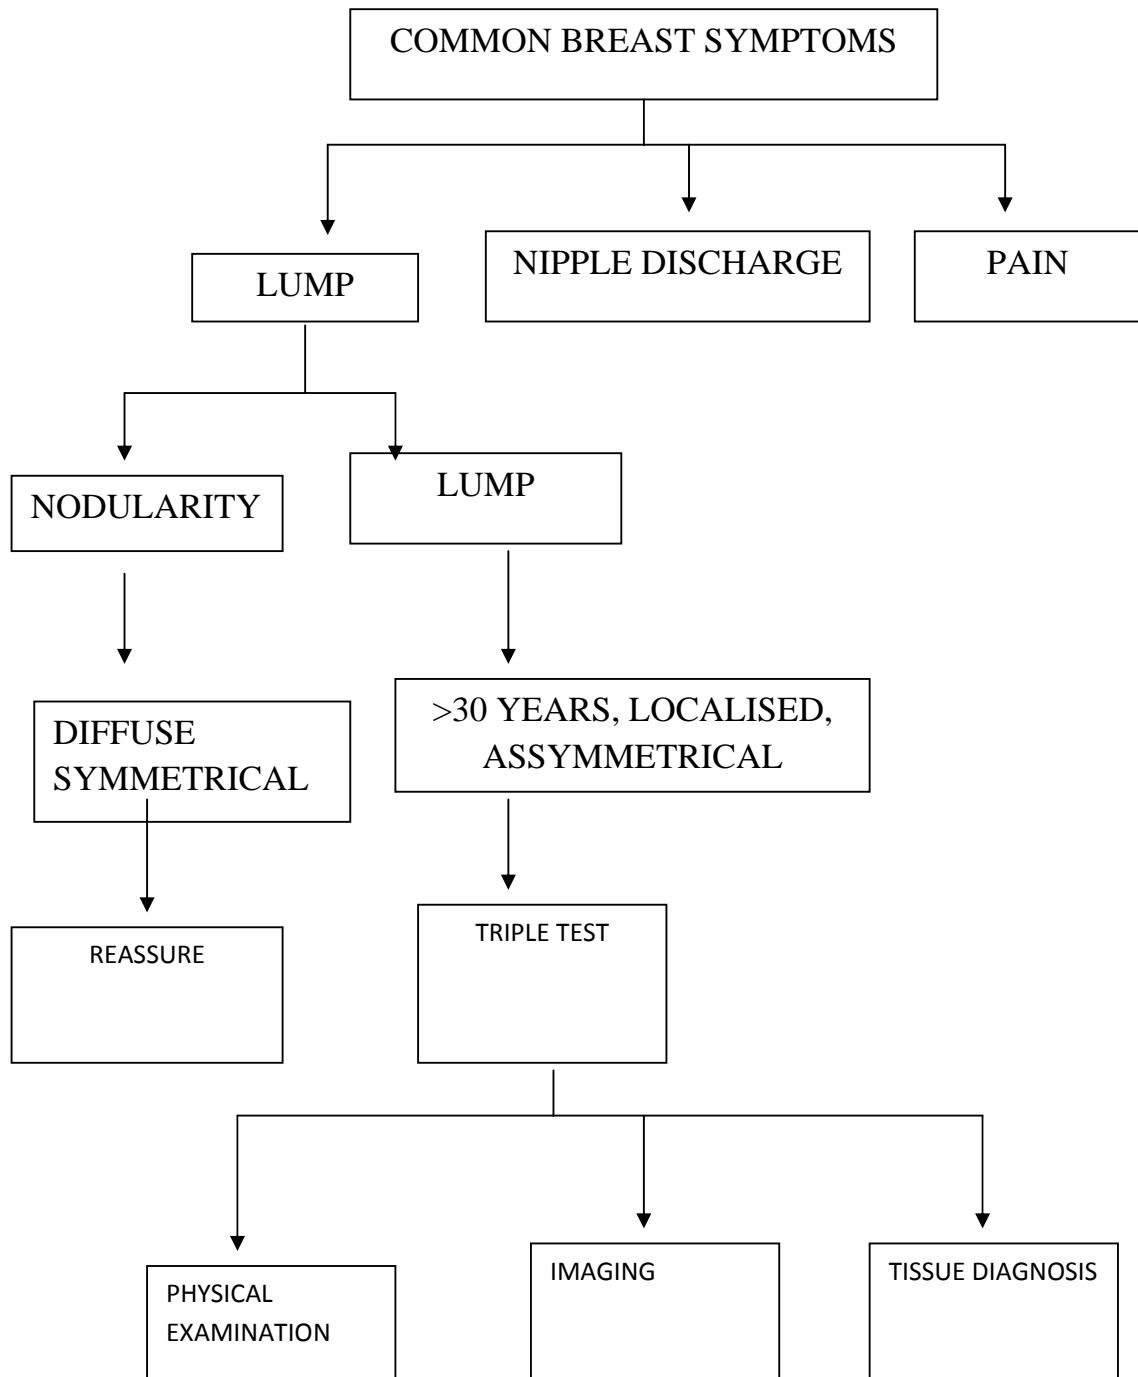 COMMON BREAST SYMPTOMS
LUMP
NIPPLE DISCHARGE
PAIN
NODULARITY
LUMP
DIFFUSE
SYMMETRICAL
>30 YEARS, LOCALISED,
ASSYMMETRICAL
REASSURE
TRIPLE TEST
PHYSICAL
EXAMINATION
IMAGING
TISSUE DIAGNOSIS